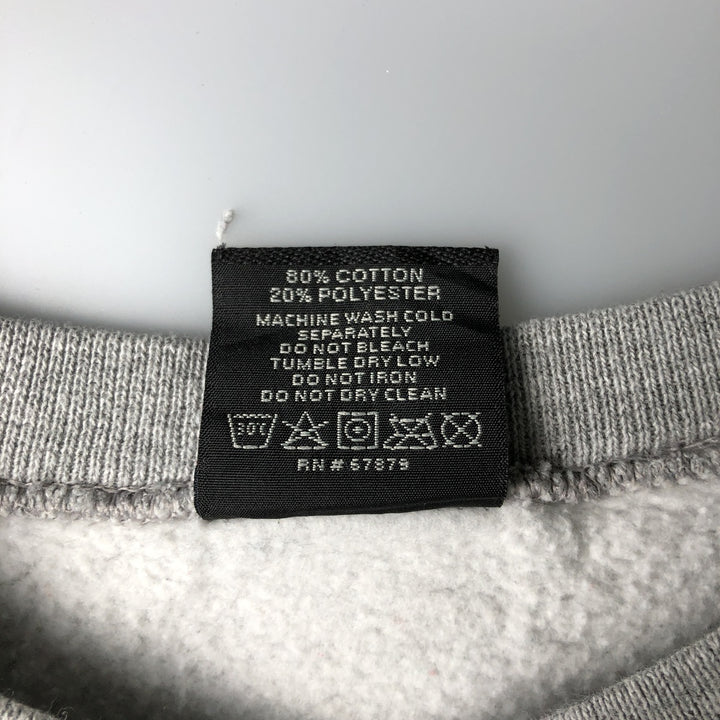 80% COTTON
20% POLYESTER
MACHINE WASH COLD
SEPARATELY
DO NOT BLEACH
TUMBLE DRY LOW
DO NOT IRON
DO NOT DRY CLEAN
30C
RN # 67879